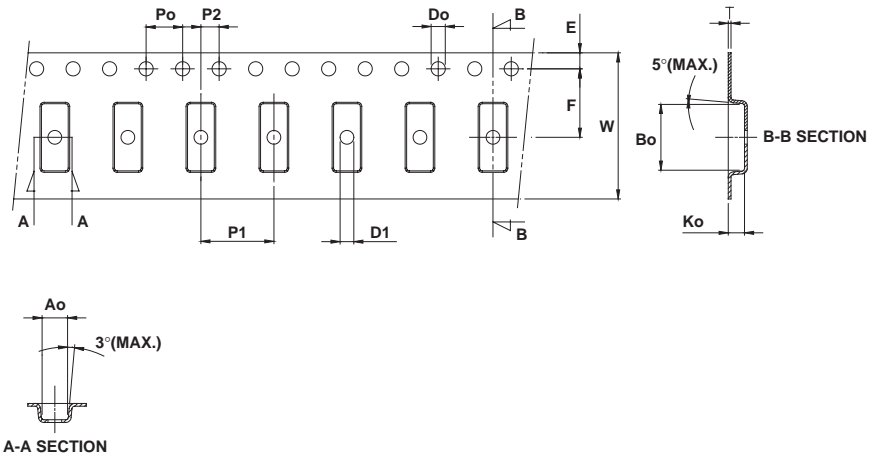 Po P2 Do B E T
5°(MAX.)
F W
Bo B-B SECTION
A A P1 D1 B Ko
Ao
3°(MAX.)
A-A SECTION